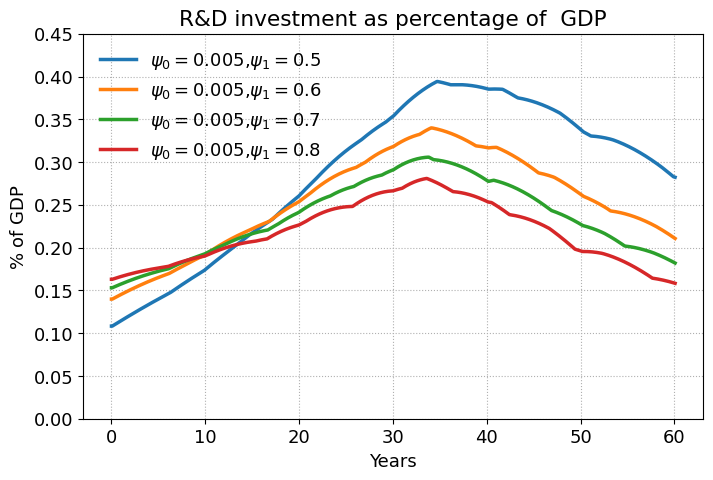 R&D investment as percentage of  GDP
ψ₀ = 0.005,ψ₁ = 0.5
ψ₀ = 0.005,ψ₁ = 0.6
ψ₀ = 0.005,ψ₁ = 0.7
ψ₀ = 0.005,ψ₁ = 0.8
% of GDP
0.45
0.40
0.35
0.30
0.25
0.20
0.15
0.10
0.05
0.00
0 10 20 30 40 50 60
Years